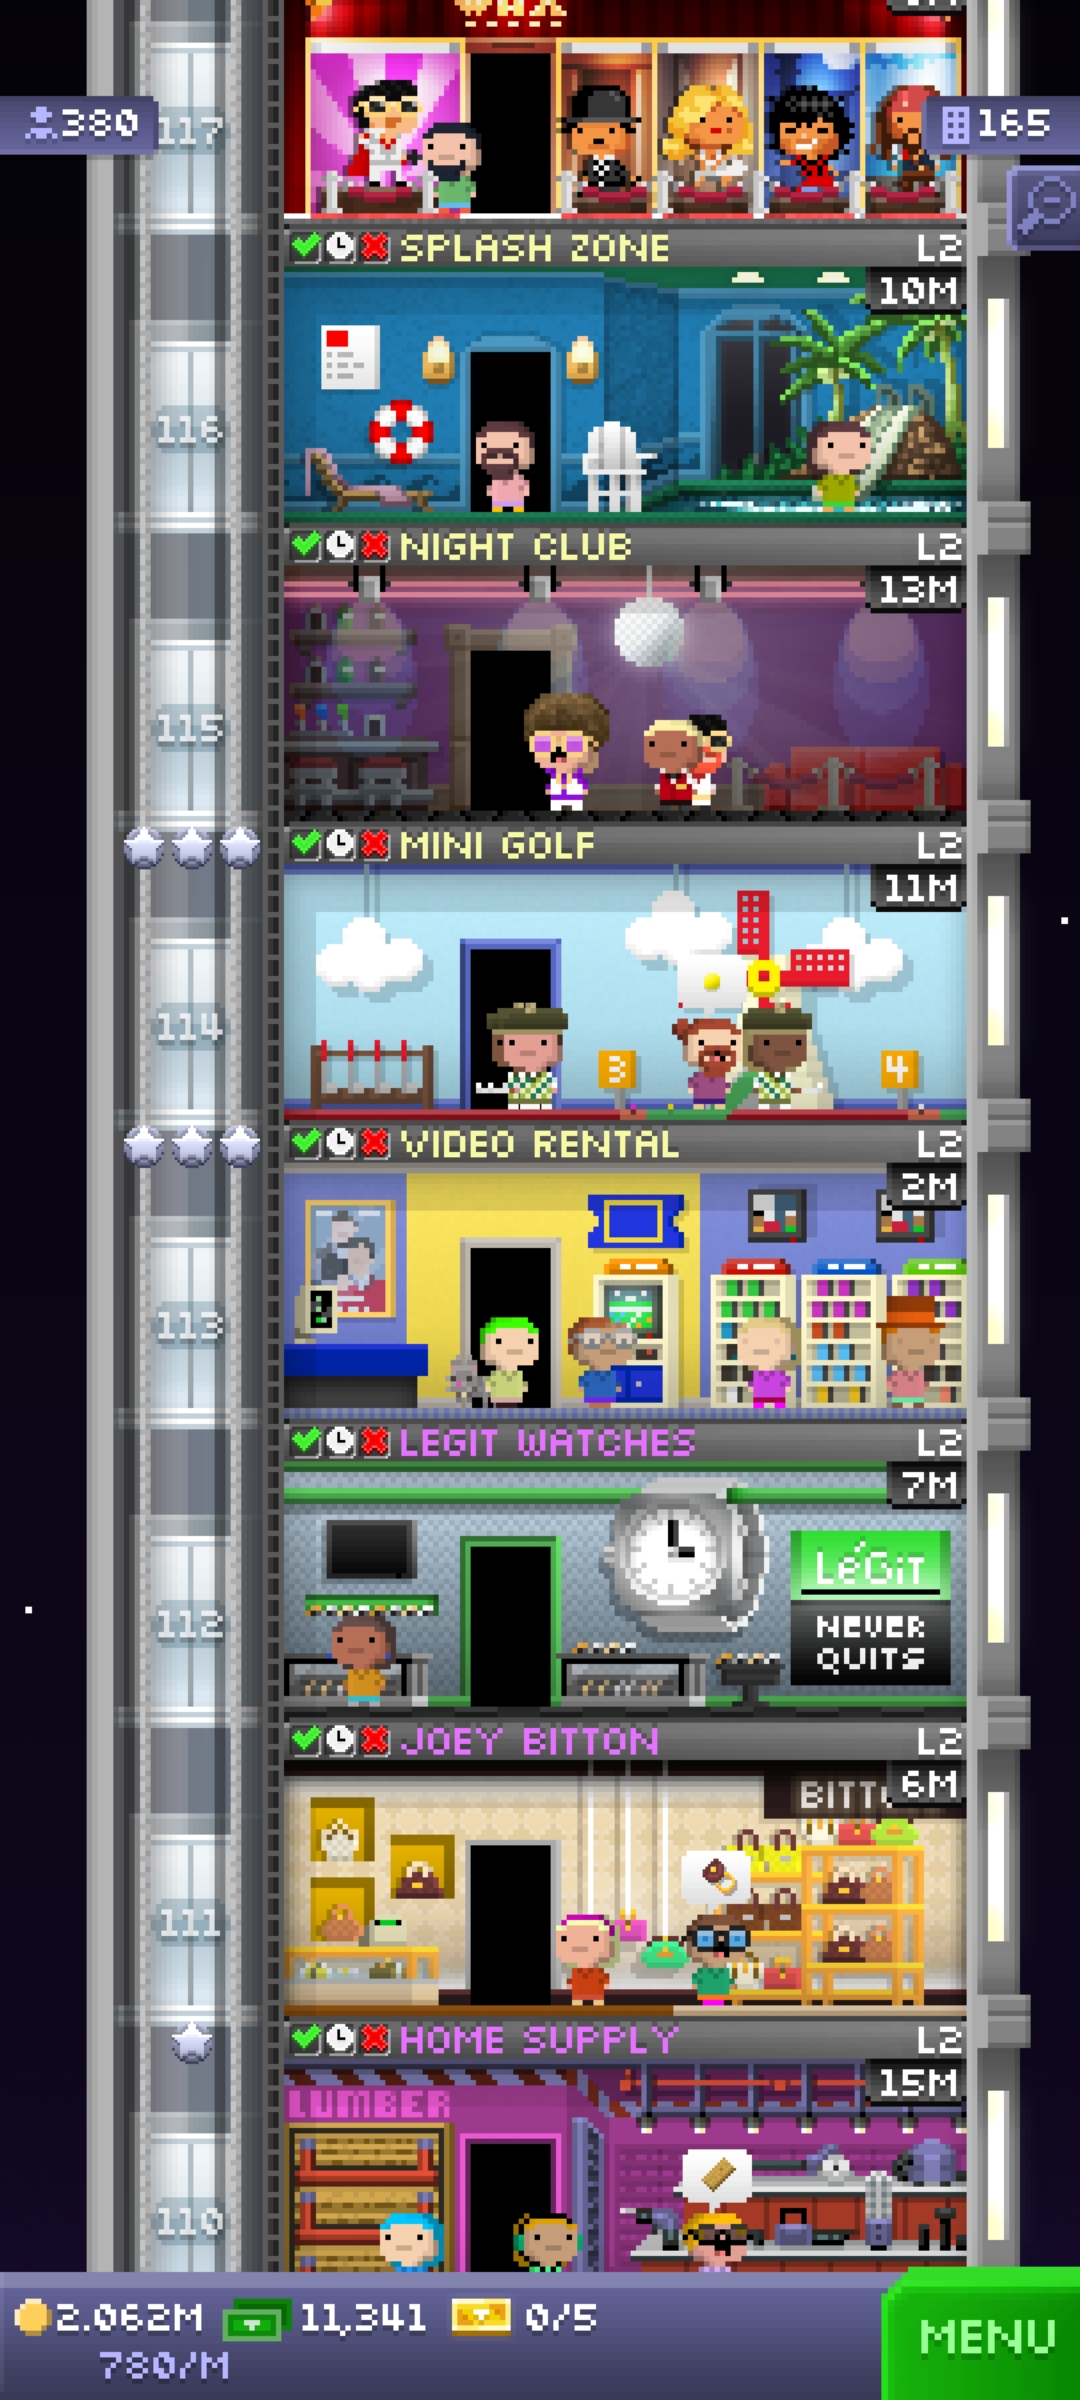 WAX
380
117
165
SPLASH ZONE L2
10M
116
NIGHT CLUB L2
13M
115
MINI GOLF L2
11M
114
3
4
VIDEO RENTAL L2
2M
113
LEGIT WATCHES L2
7M
LéGiT
NEVER
QUITS
112
JOEY BITTON L2
6M
BITT
111
HOME SUPPLY L2
15M
LUMBER
110
2.062M 11,341 0/5
780/M
MENU